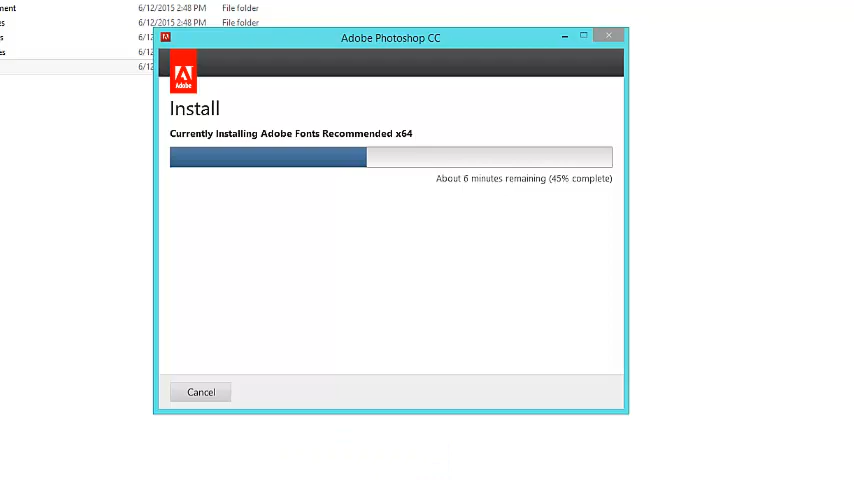 ment 6/12/2015 2:48 PM File folder
es 6/12/2015 2:48 PM File folder
s 6/12
es 6/12
6/12
Adobe Photoshop CC
Adobe
Install
Currently Installing Adobe Fonts Recommended x64
About 6 minutes remaining (45% complete)
Cancel